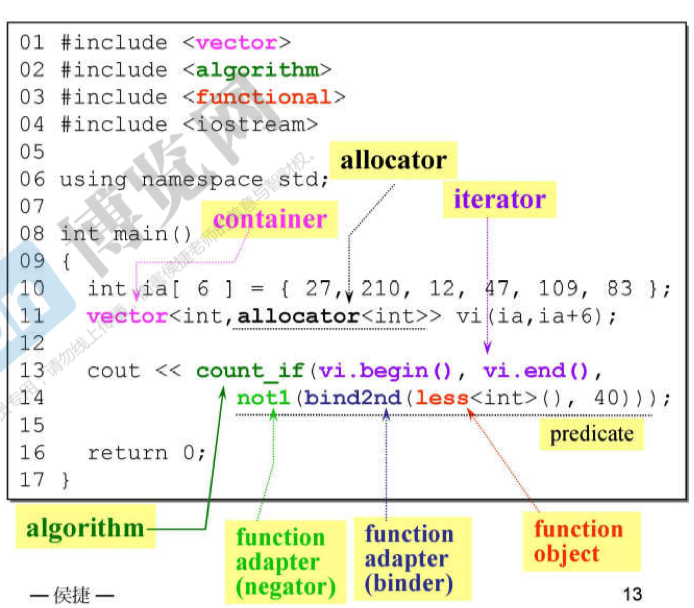 01 #include <vector>
02 #include <algorithm>
03 #include <functional>
04 #include <iostream>
05
allocator
06 using namespace std;
iterator
07
container
08 int main()
09 {
10   int ia[ 6 ] = { 27, 210, 12, 47, 109, 83 };
11   vector<int,allocator<int>> vi(ia,ia+6);
12
13   cout << count_if(vi.begin(), vi.end(),
14            not1(bind2nd(less<int>(), 40)));
15
predicate
16   return 0;
17 }
algorithm
function adapter (negator)
function adapter (binder)
function object
博览网
— 侯捷 —
13